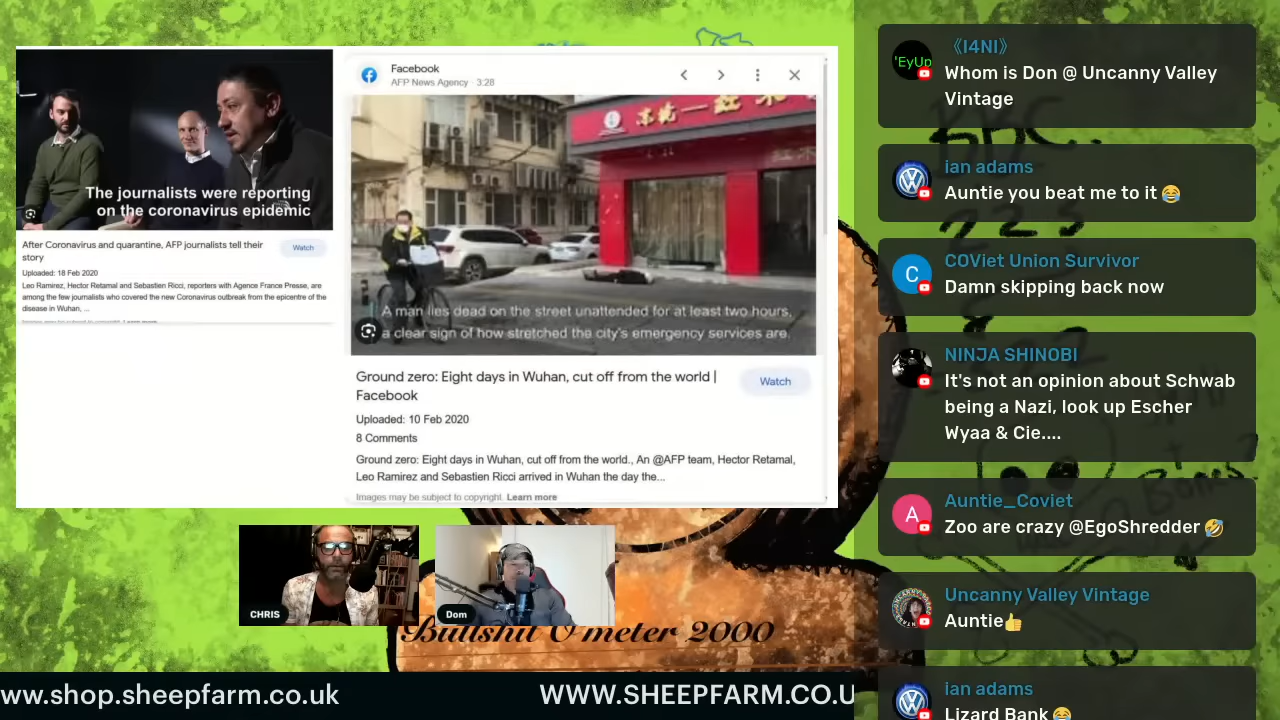 The journalists were reporting
on the coronavirus epidemic
After Coronavirus and quarantine, AFP journalists tell their
story
Watch
Uploaded: 18 Feb 2020
Leo Ramirez, Hector Retamal and Sebastien Ricci, reporters with Agence France Presse, are
among the few journalists who covered the new Coronavirus outbreak from the epicentre of the
disease in Wuhan, ...
Facebook
AFP News Agency · 3:28
A man lies dead on the street unattended for at least two hours,
a clear sign of how stretched the city's emergency services are.
Ground zero: Eight days in Wuhan, cut off from the world |
Facebook
Watch
Uploaded: 10 Feb 2020
8 Comments
Ground zero: Eight days in Wuhan, cut off from the world., An @AFP team, Hector Retamal,
Leo Ramirez and Sebastien Ricci arrived in Wuhan the day the...
Images may be subject to copyright. Learn more
CHRIS
Dom
Bullshit O meter 2000
ww.shop.sheepfarm.co.uk
WWW.SHEEPFARM.CO.U
'EyUp
《I4NI》
Whom is Don @ Uncanny Valley
Vintage
ian adams
Auntie you beat me to it 😂
C
COViet Union Survivor
Damn skipping back now
NINJA SHINOBI
It's not an opinion about Schwab
being a Nazi, look up Escher
Wyaa & Cie....
A
Auntie_Coviet
Zoo are crazy @EgoShredder 🤣
Uncanny Valley Vintage
Auntie👍
ian adams
Lizard Bank 😂